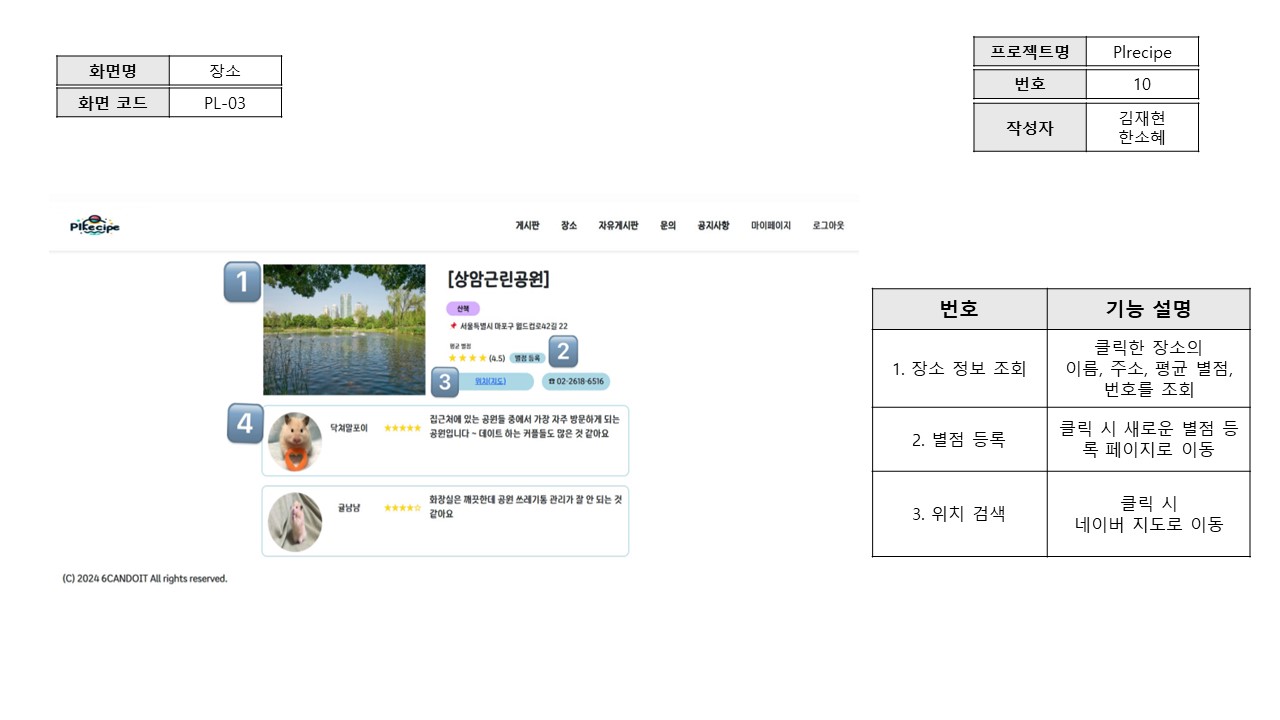 화면명 장소
화면 코드 PL-03
프로젝트명 Plrecipe
번호 10
작성자 김재현
한소혜
Plrecipe
게시판 장소 자유게시판 문의 공지사항 마이페이지 로그아웃
1
[상암근린공원]
산책
서울특별시 마포구 월드컵로42길 22
평균 별점
★★★★ (4.5) 별점 등록 2
3 위치(지도) ☎ 02-2618-6516
4
닥쳐말포이 ★★★★★ 집근처에 있는 공원들 중에서 가장 자주 방문하게 되는
공원입니다 ~ 데이트 하는 커플들도 많은 것 같아요
귤냠냠 ★★★★☆ 화장실은 깨끗한데 공원 쓰레기통 관리가 잘 안 되는 것
같아요
(C) 2024 6CANDOIT All rights reserved.
번호 기능 설명
1. 장소 정보 조회
클릭한 장소의
이름, 주소, 평균 별점,
번호를 조회
2. 별점 등록
클릭 시 새로운 별점 등
록 페이지로 이동
3. 위치 검색
클릭 시
네이버 지도로 이동